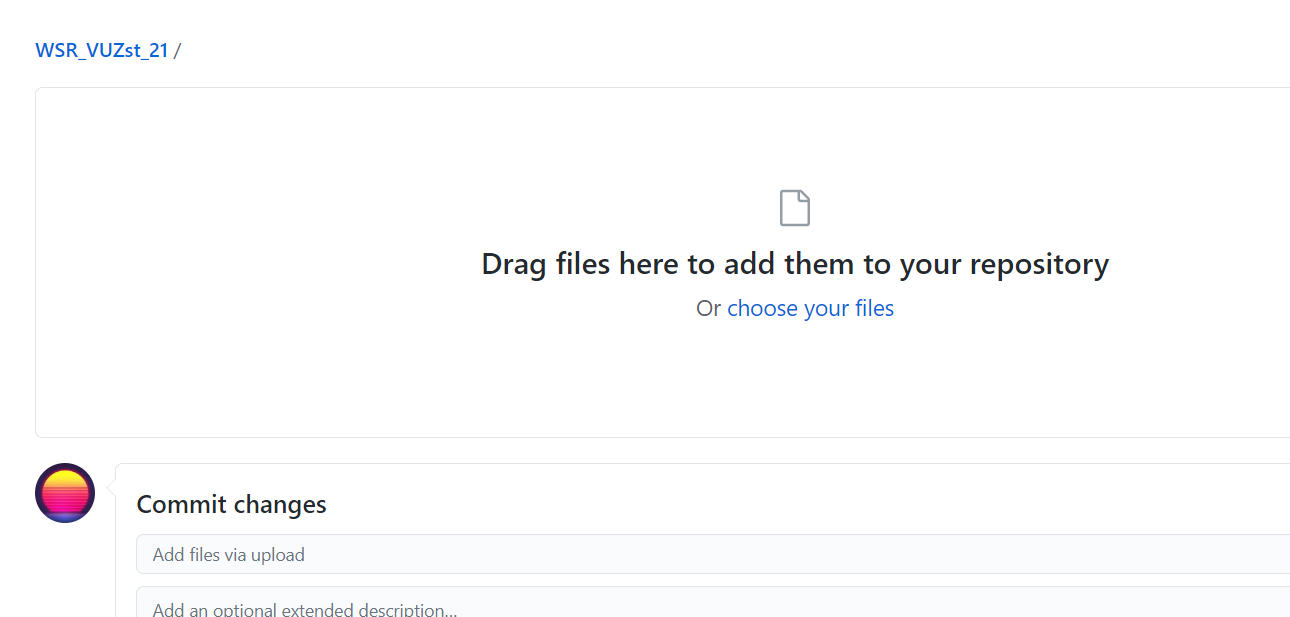 WSR_VUZst_21 /
Drag files here to add them to your repository
Or choose your files
Commit changes
Add files via upload
Add an optional extended description...